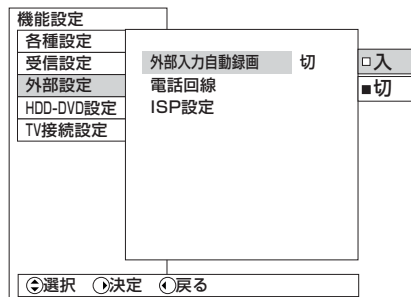 機能設定
各種設定
受信設定
外部設定
HDD-DVD設定
TV接続設定
外部入力自動録画 切
電話回線
ISP設定
□入
■切
選択 決定 戻る